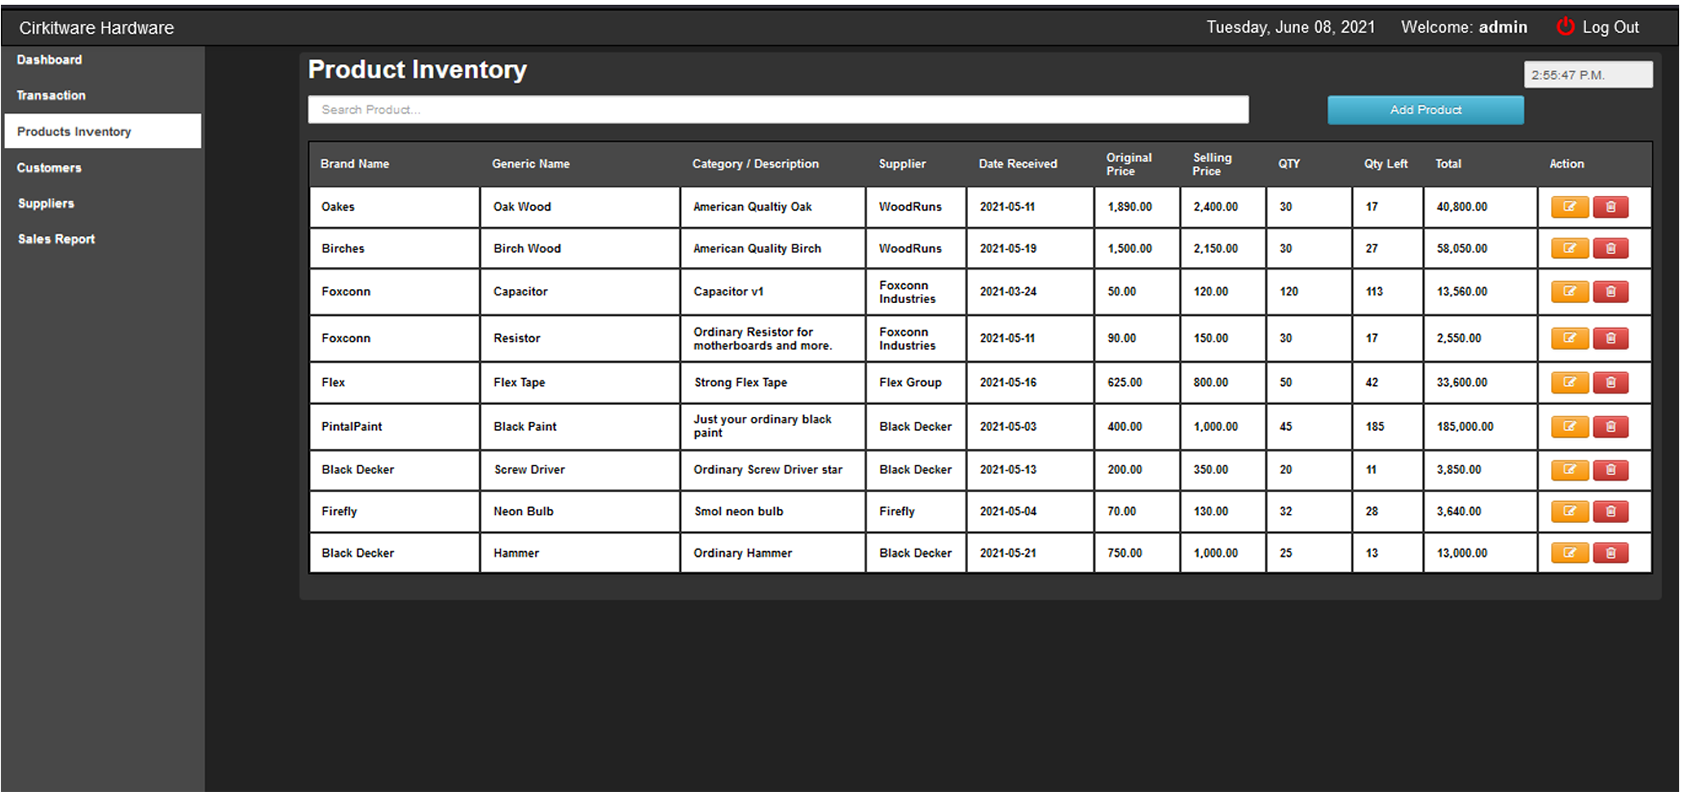 Cirkitware Hardware
Tuesday, June 08, 2021 Welcome: admin Log Out
Dashboard
Transaction
Products Inventory
Customers
Suppliers
Sales Report
Product Inventory
2:55:47 P.M.
Search Product...
Add Product
Brand Name Generic Name Category / Description Supplier Date Received Original Price Selling Price QTY Qty Left Total Action
Oakes Oak Wood American Qualtiy Oak WoodRuns 2021-05-11 1,890.00 2,400.00 30 17 40,800.00
Birches Birch Wood American Quality Birch WoodRuns 2021-05-19 1,500.00 2,150.00 30 27 58,050.00
Foxconn Capacitor Capacitor v1 Foxconn Industries 2021-03-24 50.00 120.00 120 113 13,560.00
Foxconn Resistor Ordinary Resistor for motherboards and more. Foxconn Industries 2021-05-11 90.00 150.00 30 17 2,550.00
Flex Flex Tape Strong Flex Tape Flex Group 2021-05-16 625.00 800.00 50 42 33,600.00
PintalPaint Black Paint Just your ordinary black paint Black Decker 2021-05-03 400.00 1,000.00 45 185 185,000.00
Black Decker Screw Driver Ordinary Screw Driver star Black Decker 2021-05-13 200.00 350.00 20 11 3,850.00
Firefly Neon Bulb Smol neon bulb Firefly 2021-05-04 70.00 130.00 32 28 3,640.00
Black Decker Hammer Ordinary Hammer Black Decker 2021-05-21 750.00 1,000.00 25 13 13,000.00